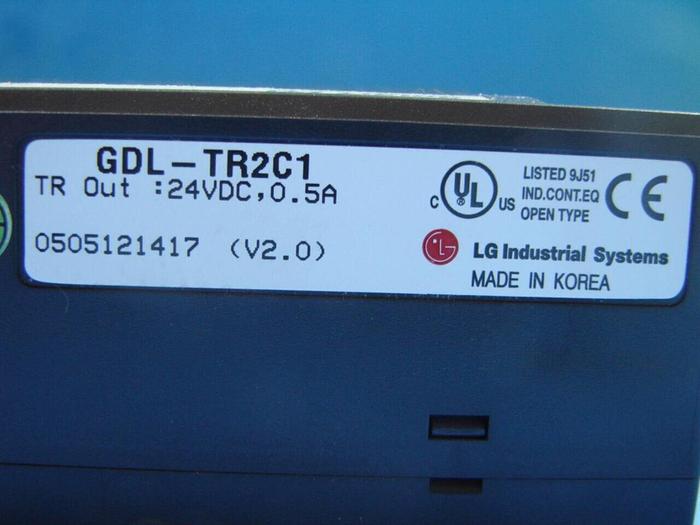 GDL-TR2C1
TR Out :24VDC,0.5A
0505121417 (V2.0)
C UL US
LISTED 9J51
IND.CONT.EQ
OPEN TYPE
CE
LG LG Industrial Systems
MADE IN KOREA